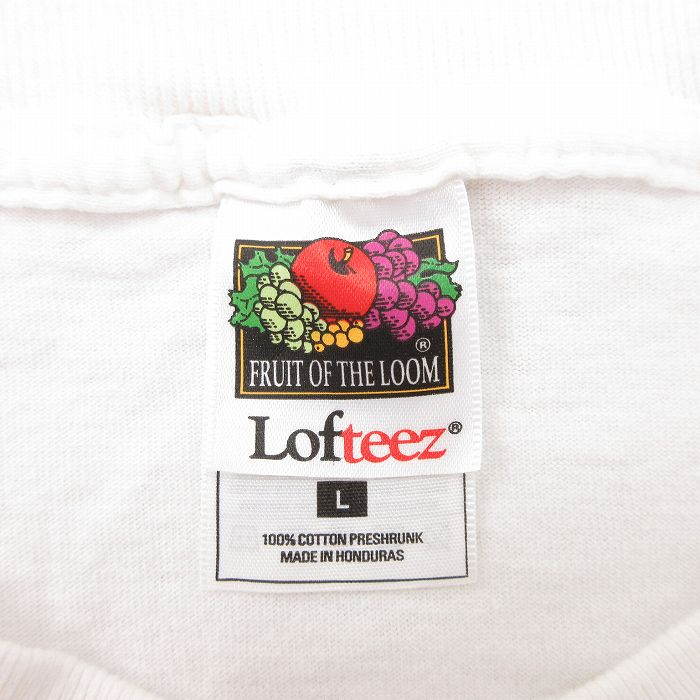 FRUIT OF THE LOOM ®
Lofteez®
L
100% COTTON PRESHRUNK
MADE IN HONDURAS